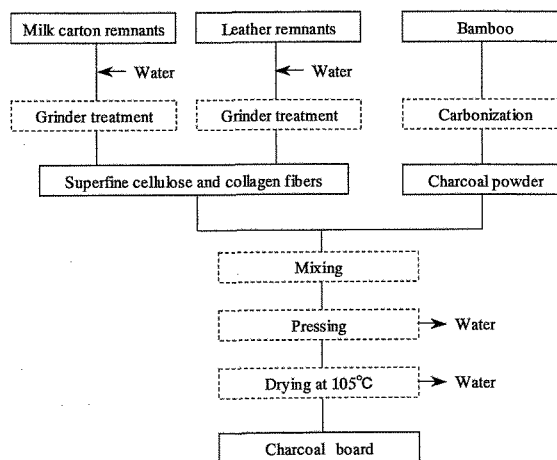 Milk carton remnants
Leather remnants
Bamboo
Water
Water
Grinder treatment
Grinder treatment
Carbonization
Superfine cellulose and collagen fibers
Charcoal powder
Mixing
Pressing
Water
Drying at 105℃
Water
Charcoal board